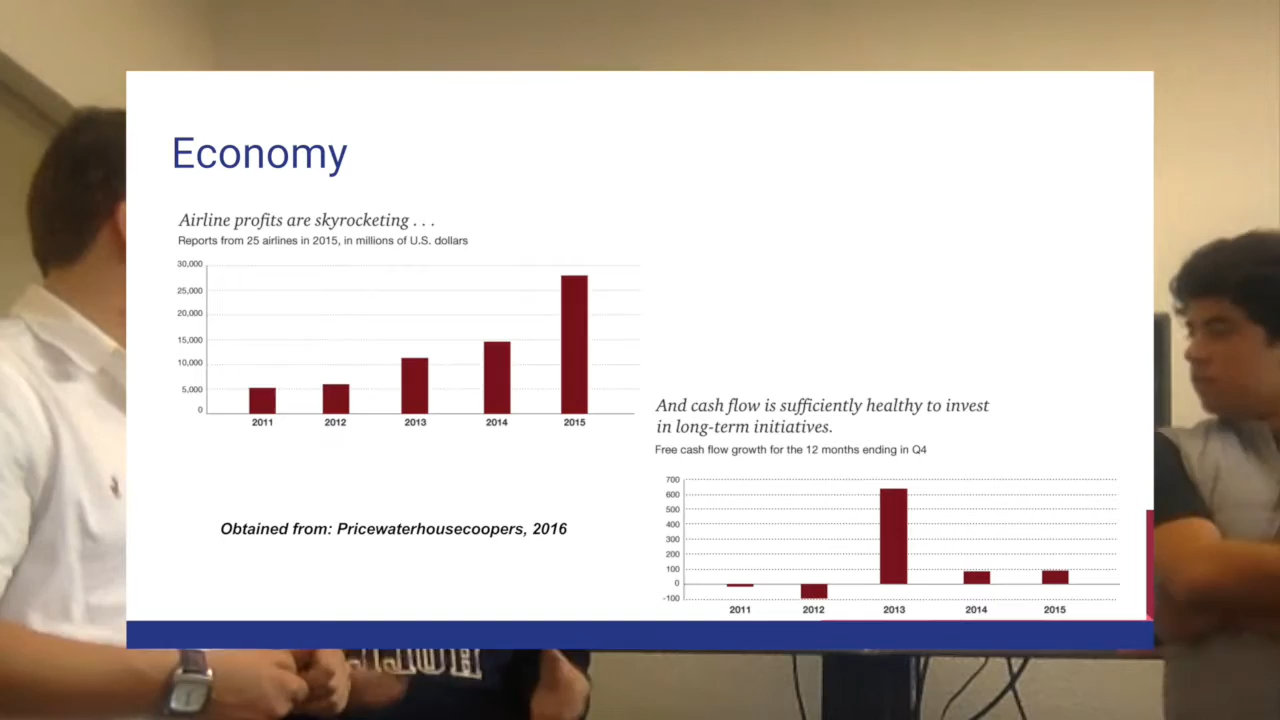 Economy
Airline profits are skyrocketing . . .
Reports from 25 airlines in 2015, in millions of U.S. dollars
30,000
25,000
20,000
15,000
10,000
5,000
0
2011 2012 2013 2014 2015
And cash flow is sufficiently healthy to invest
in long-term initiatives.
Free cash flow growth for the 12 months ending in Q4
700
600
500
400
300
200
100
0
-100
2011 2012 2013 2014 2015
Obtained from: Pricewaterhousecoopers, 2016